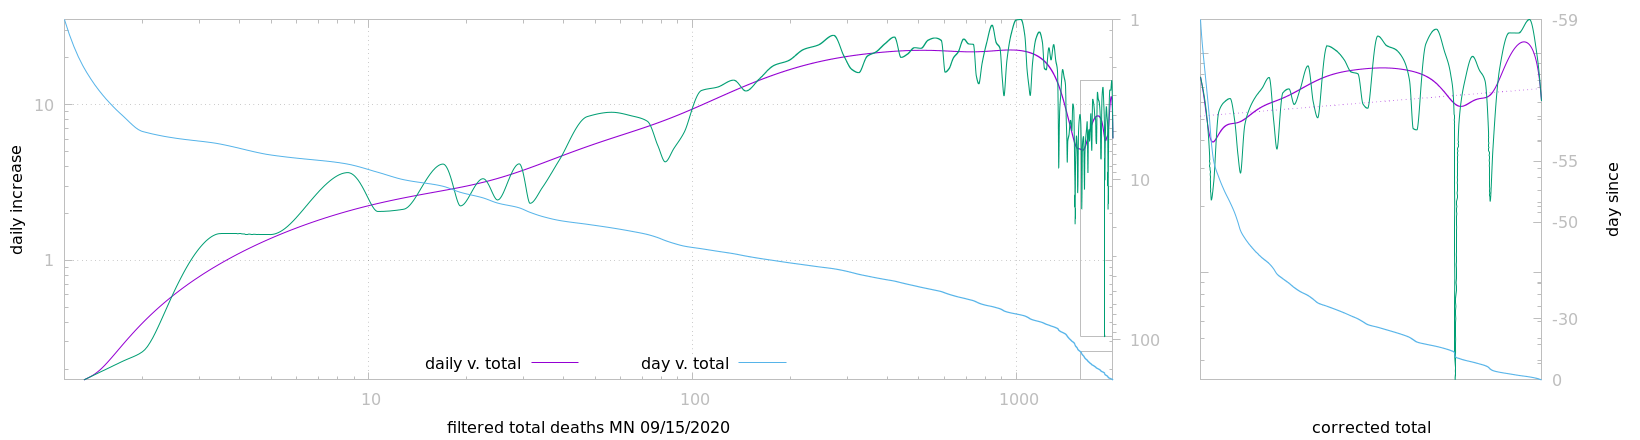 daily increase
10
1
daily v. total
day v. total
10
100
1000
filtered total deaths MN 09/15/2020
1
10
100
-59
-55
-50
-30
0
day since
corrected total